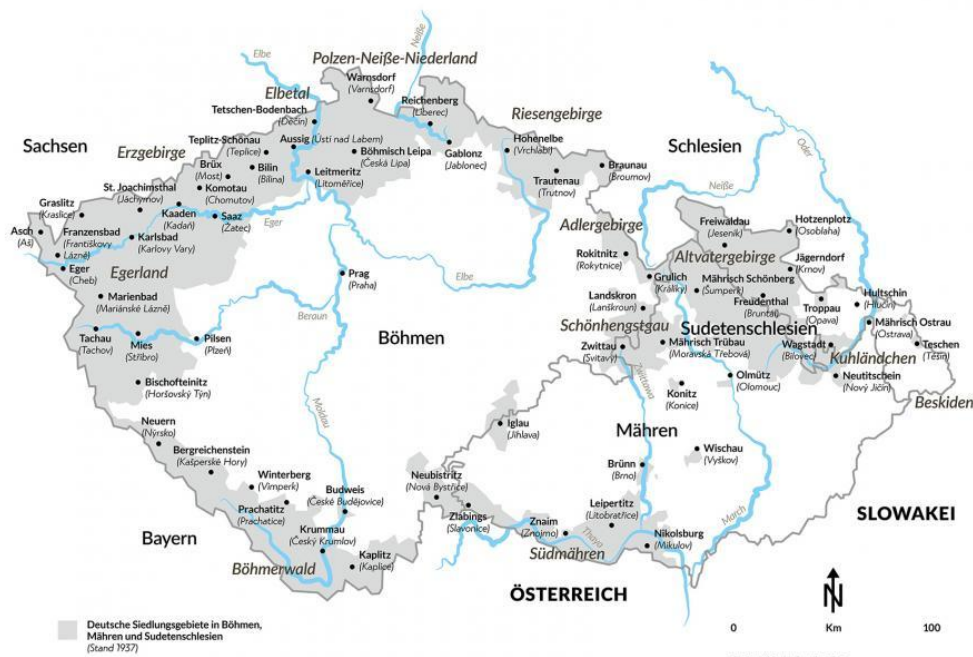 Elbe
Neiße
Polzen-Neiße-Niederland
Warnsdorf
(Varnsdorf)
Elbetal
Tetschen-Bodenbach
(Děčín)
Reichenberg
(Liberec)
Riesengebirge
Sachsen
Erzgebirge
Teplitz-Schönau
(Teplice)
Aussig (Ústí nad Labem)
Böhmisch Leipa
(Česká Lípa)
Gablonz
(Jablonec)
Hohenelbe
(Vrchlabí)
Schlesien
Oder
Brüx
(Most)
Bilin
(Bílina)
Leitmeritz
(Litoměřice)
Trautenau
(Trutnov)
Braunau
(Broumov)
St. Joachimsthal
(Jáchymov)
Komotau
(Chomutov)
Neiße
Graslitz
(Kraslice)
Kaaden
(Kadaň)
Saaz
(Žatec)
Eger
Asch
(Aš)
Franzensbad
(Františkovy
Lázně)
Karlsbad
(Karlovy Vary)
Adlergebirge
Freiwaldau
(Jeseník)
Hotzenplotz
(Osoblaha)
Eger
(Cheb)
Egerland
Prag
(Praha)
Elbe
Rokitnitz
(Rokytnice)
Altvatergebirge
Jägerndorf
(Krnov)
Grulich
(Králíky)
Mährisch Schönberg
(Šumperk)
Marienbad
(Mariánské Lázně)
Beraun
Landskron
(Lanškroun)
Freudenthal
(Bruntál)
Troppau
(Opava)
Hultschin
(Hlučín)
Tachau
(Tachov)
Mies
(Stříbro)
Pilsen
(Plzeň)
Böhmen
Schönhengstgau
Sudetenschlesien
Mährisch Ostrau
(Ostrava)
Zwittau
(Svitavy)
Mährisch Trübau
(Moravská Třebová)
Wagstadt
(Bílovec)
Teschen
(Těšín)
Kuhländchen
Bischofteinitz
(Horšovský Týn)
Zwittawa
Olmütz
(Olomouc)
Neutitschein
(Nový Jičín)
Konitz
(Konice)
Beskiden
Moldau
Neuern
(Nýrsko)
Iglau
(Jihlava)
Mähren
Bergreichenstein
(Kašperské Hory)
Wischau
(Vyškov)
Brünn
(Brno)
Winterberg
(Vimperk)
Budweis
(České Budějovice)
Neubistritz
(Nová Bystřice)
Prachatitz
(Prachatice)
Zlabings
(Slavonice)
Leipertitz
(Litobratřice)
March
SLOWAKEI
Bayern
Krummau
(Český Krumlov)
Znaim
(Znojmo)
Thaya
Nikolsburg
(Mikulov)
Böhmerwald
Kaplitz
(Kaplice)
Südmähren
ÖSTERREICH
N
Deutsche Siedlungsgebiete in Böhmen,
Mähren und Sudetenschlesien
(Stand 1937)
0 Km 100